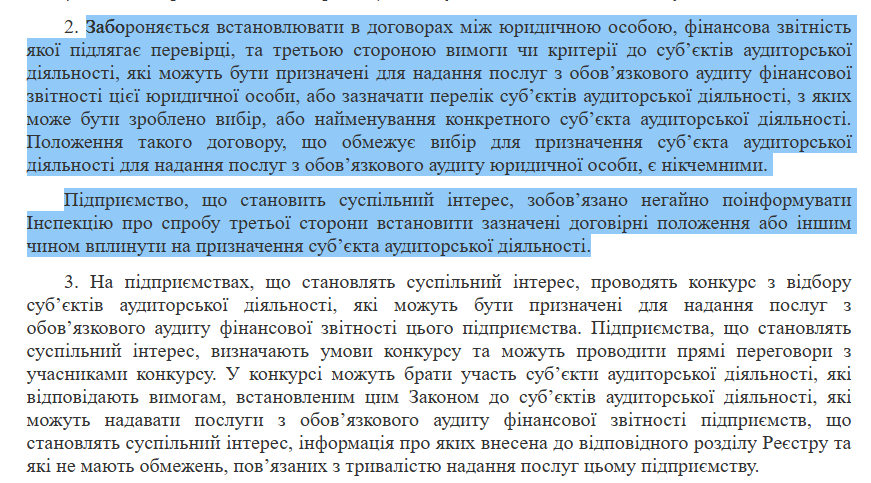 2. Забороняється встановлювати в договорах між юридичною особою, фінансова звітність
якої підлягає перевірці, та третьою стороною вимоги чи критерії до суб’єктів аудиторської
діяльності, які можуть бути призначені для надання послуг з обов’язкового аудиту фінансової
звітності цієї юридичної особи, або зазначати перелік суб’єктів аудиторської діяльності, з яких
може бути зроблено вибір, або найменування конкретного суб’єкта аудиторської діяльності.
Положення такого договору, що обмежує вибір для призначення суб’єкта аудиторської
діяльності для надання послуг з обов’язкового аудиту юридичної особи, є нікчемними.
Підприємство, що становить суспільний інтерес, зобов’язано негайно поінформувати
Інспекцію про спробу третьої сторони встановити зазначені договірні положення або іншим
чином вплинути на призначення суб’єкта аудиторської діяльності.
3. На підприємствах, що становлять суспільний інтерес, проводять конкурс з відбору
суб’єктів аудиторської діяльності, які можуть бути призначені для надання послуг з
обов’язкового аудиту фінансової звітності цього підприємства. Підприємства, що становлять
суспільний інтерес, визначають умови конкурсу та можуть проводити прямі переговори з
учасниками конкурсу. У конкурсі можуть брати участь суб’єкти аудиторської діяльності, які
відповідають вимогам, встановленим цим Законом до суб’єктів аудиторської діяльності, які
можуть надавати послуги з обов’язкового аудиту фінансової звітності підприємств, що
становлять суспільний інтерес, інформація про яких внесена до відповідного розділу Реєстру та
які не мають обмежень, пов’язаних з тривалістю надання послуг цьому підприємству.